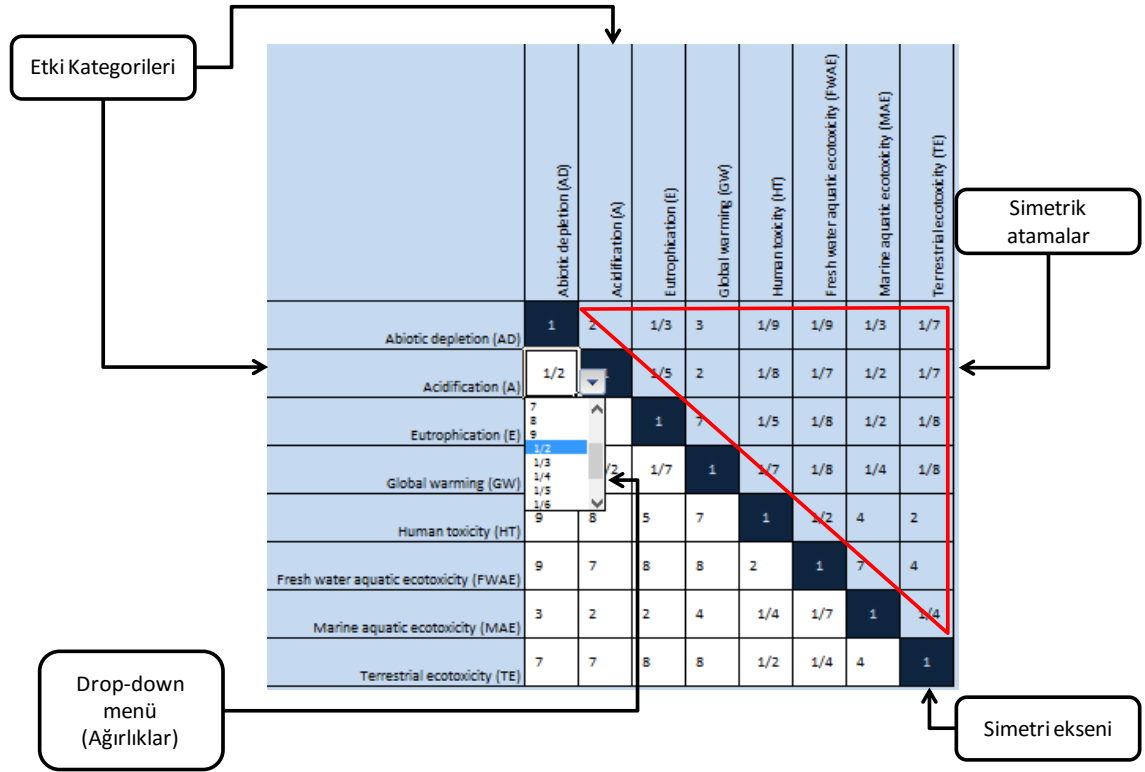 Etki Kategorileri
Abiotic depletion (AD)
Acidification (A)
Eutrophication (E)
Global warming (GW)
Human toxicity (HT)
Fresh water aquatic ecotoxicity (FWAE)
Marine aquatic ecotoxicity (MAE)
Terrestrial ecotoxicity (TE)
Simetrik
atamalar
Abiotic depletion (AD) 1 2 1/3 3 1/9 1/9 1/3 1/7
Acidification (A) 1/2 1/5 2 1/8 1/7 1/2 1/7
Eutrophication (E) 1 7 1/5 1/8 1/2 1/8
Global warming (GW) 1/7 1 1/7 1/8 1/4 1/8
Human toxicity (HT) 9 8 5 7 1 1/2 4 2
Fresh water aquatic ecotoxicity (FWAE) 9 7 8 8 2 1 7 4
Marine aquatic ecotoxicity (MAE) 3 2 2 4 1/4 1/7 1 1/4
Terrestrial ecotoxicity (TE) 7 7 8 8 1/2 1/4 4 1
7
8
9
1/2
1/3
1/4
1/5
1/6
Drop-down
menü
(Ağırlıklar)
Simetri ekseni